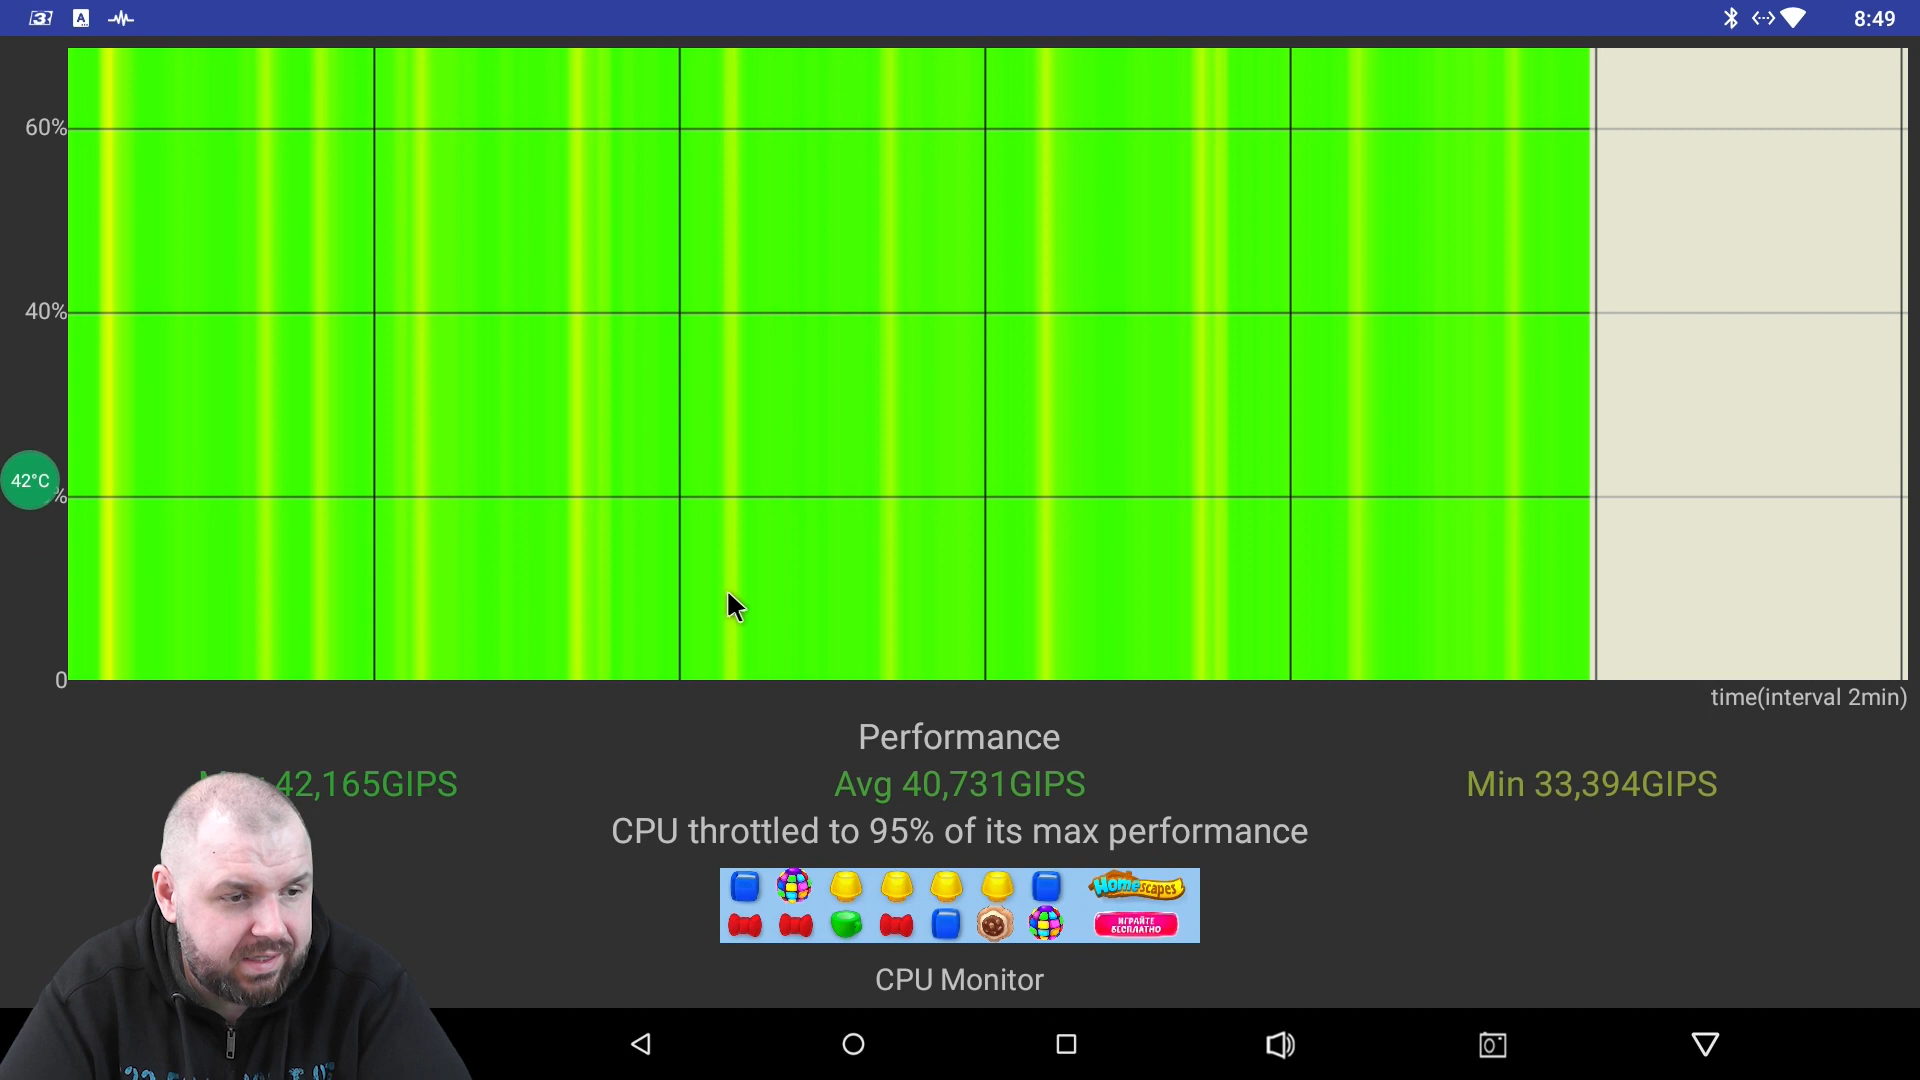 3 A 8:49
60%
40%
42°C %
0
time(interval 2min)
Performance
42,165GIPS Avg 40,731GIPS Min 33,394GIPS
CPU throttled to 95% of its max performance
Homescapes
ИГРАЙТЕ
БЕСПЛАТНО
CPU Monitor